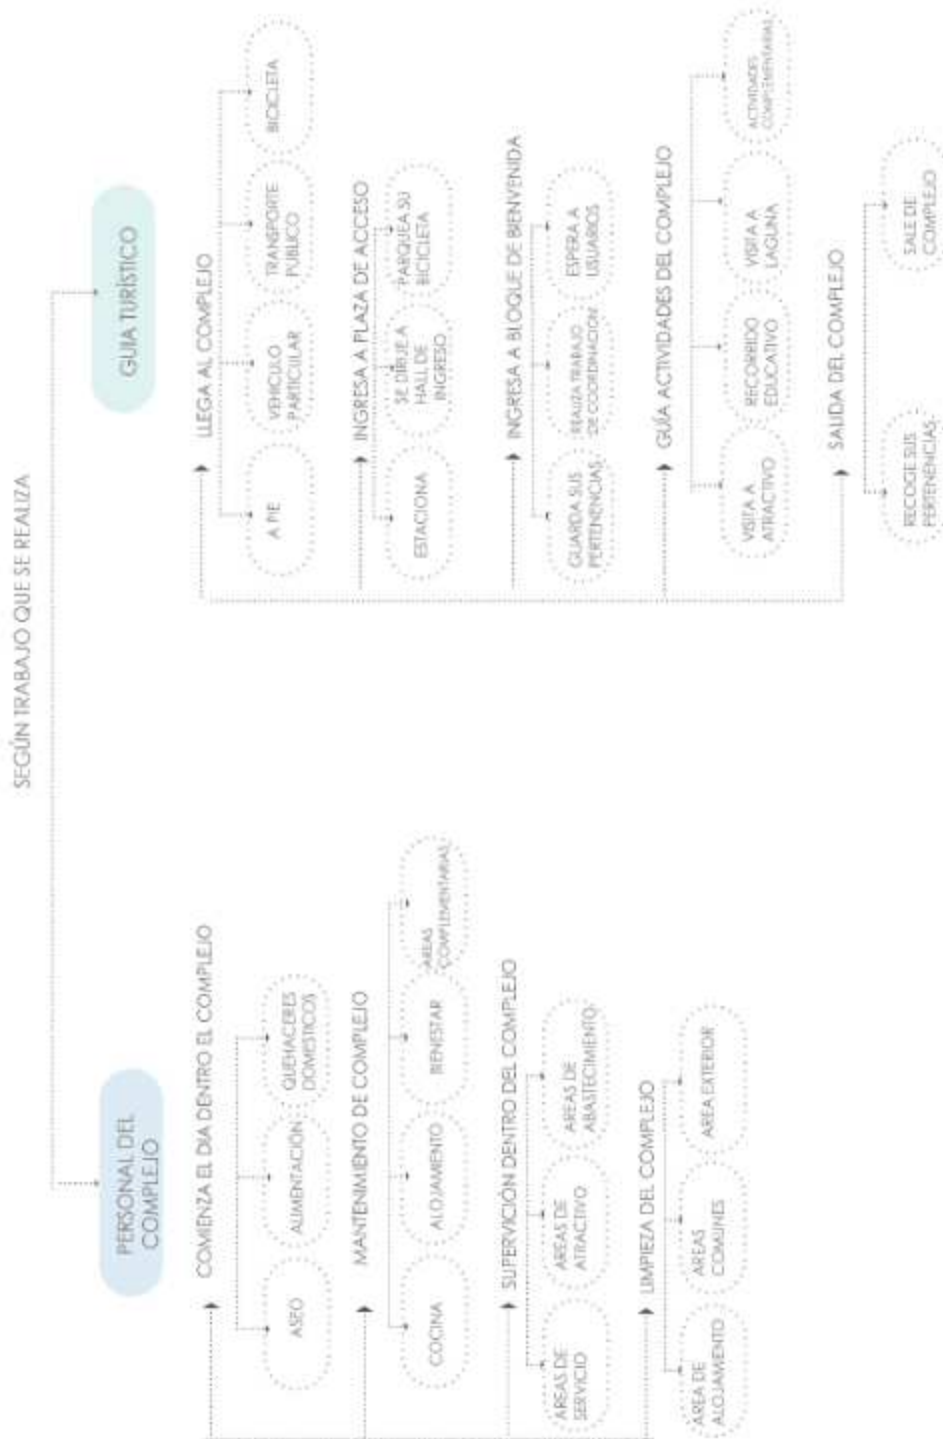 SEGÚN TRABAJO QUE SE REALIZA
PERSONAL DEL
COMPLEJO
COMIENZA EL DIA DENTRO EL COMPLEJO
ASEO
ALIMENTACIÓN
QUEHACERES
DOMESTICOS
MANTENIMIENTO DE COMPLEJO
COCINA
ALOJAMIENTO
BIENESTAR
AREAS
COMPLEMENTARIAS
SUPERVICIÓN DENTRO DEL COMPLEJO
AREAS DE
SERVICIO
AREAS DE
ATRACTIVO
AREAS DE
ABASTECIMIENTO
LIMPIEZA DEL COMPLEJO
AREA DE
ALOJAMIENTO
AREAS
COMUNES
AREA EXTERIOR
GUIA TURÍSTICO
LLEGA AL COMPLEJO
A PIE
VEHICULO
PARTICULAR
TRANSPORTE
PUBLICO
BICICLETA
INGRESA A PLAZA DE ACCESO
ESTACIONA
SE DIRIJE A
HALL DE
INGRESO
PARQUEA SU
BICICLETA
INGRESA A BLOQUE DE BIENVENIDA
GUARDA SUS
PERTENENCIAS
REALIZA TRABAJO
DE COORDINACION
ESPERA A
USUARIOS
GUÍA ACTIVIDADES DEL COMPLEJO
VISITA A
ATRACTIVO
RECORRIDO
EDUCATIVO
VISITA A
LAGUNA
ACTIVIDADES
COMPLEMENTARIAS
SALIDA DEL COMPLEJO
RECOGE SUS
PERTENENCIAS
SALE DE
COMPLEJO